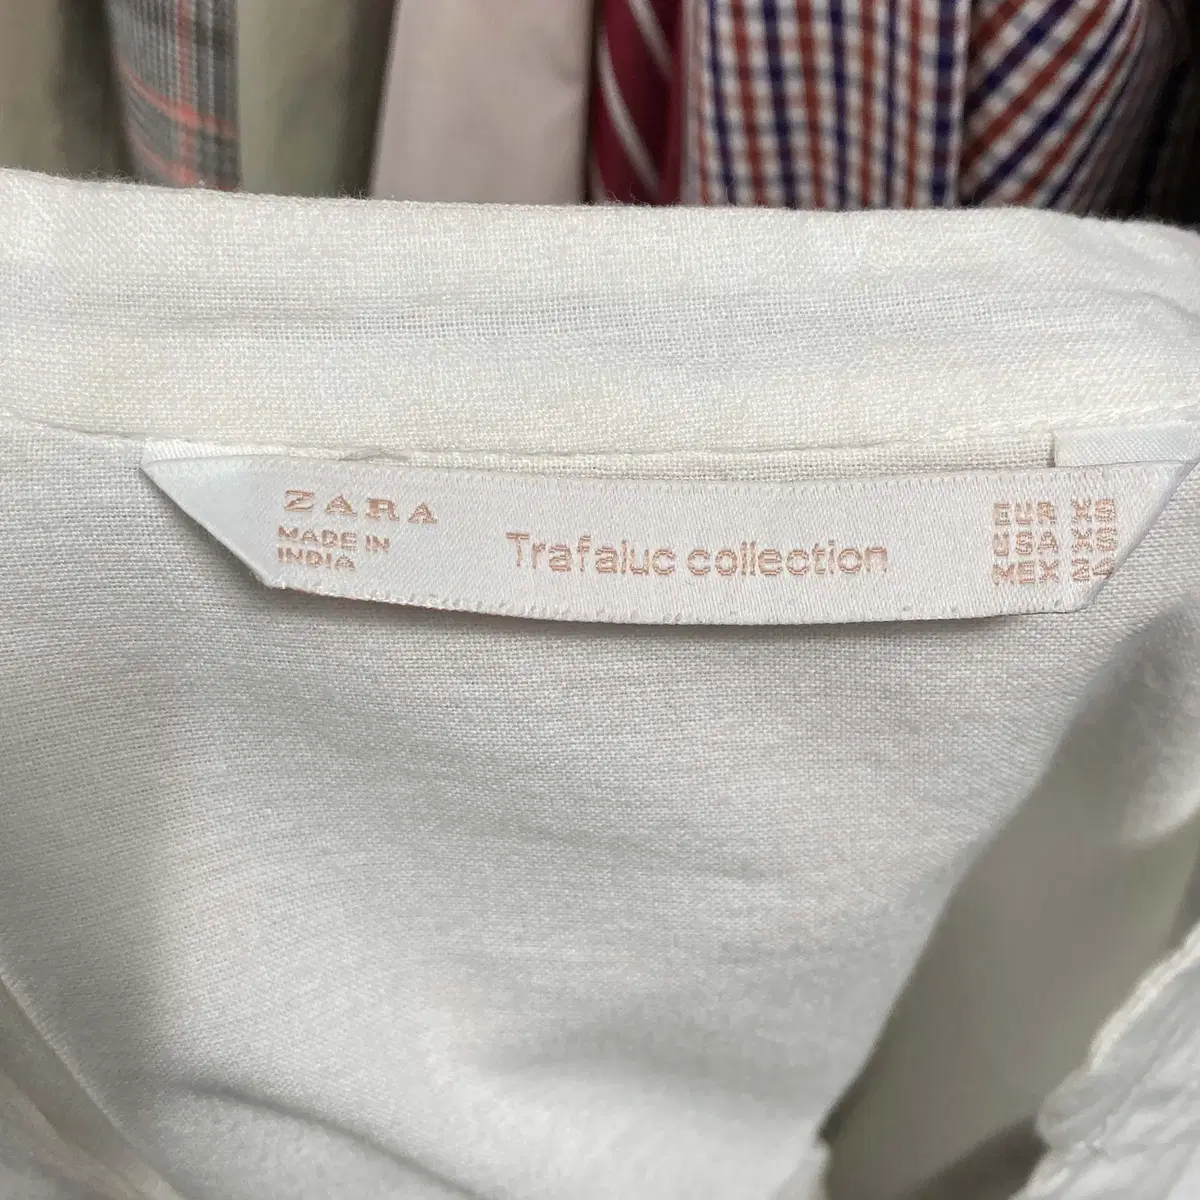 ZARA
MADE IN
INDIA
Trafaluc collection
EUR XS
USA XS
MEX 24